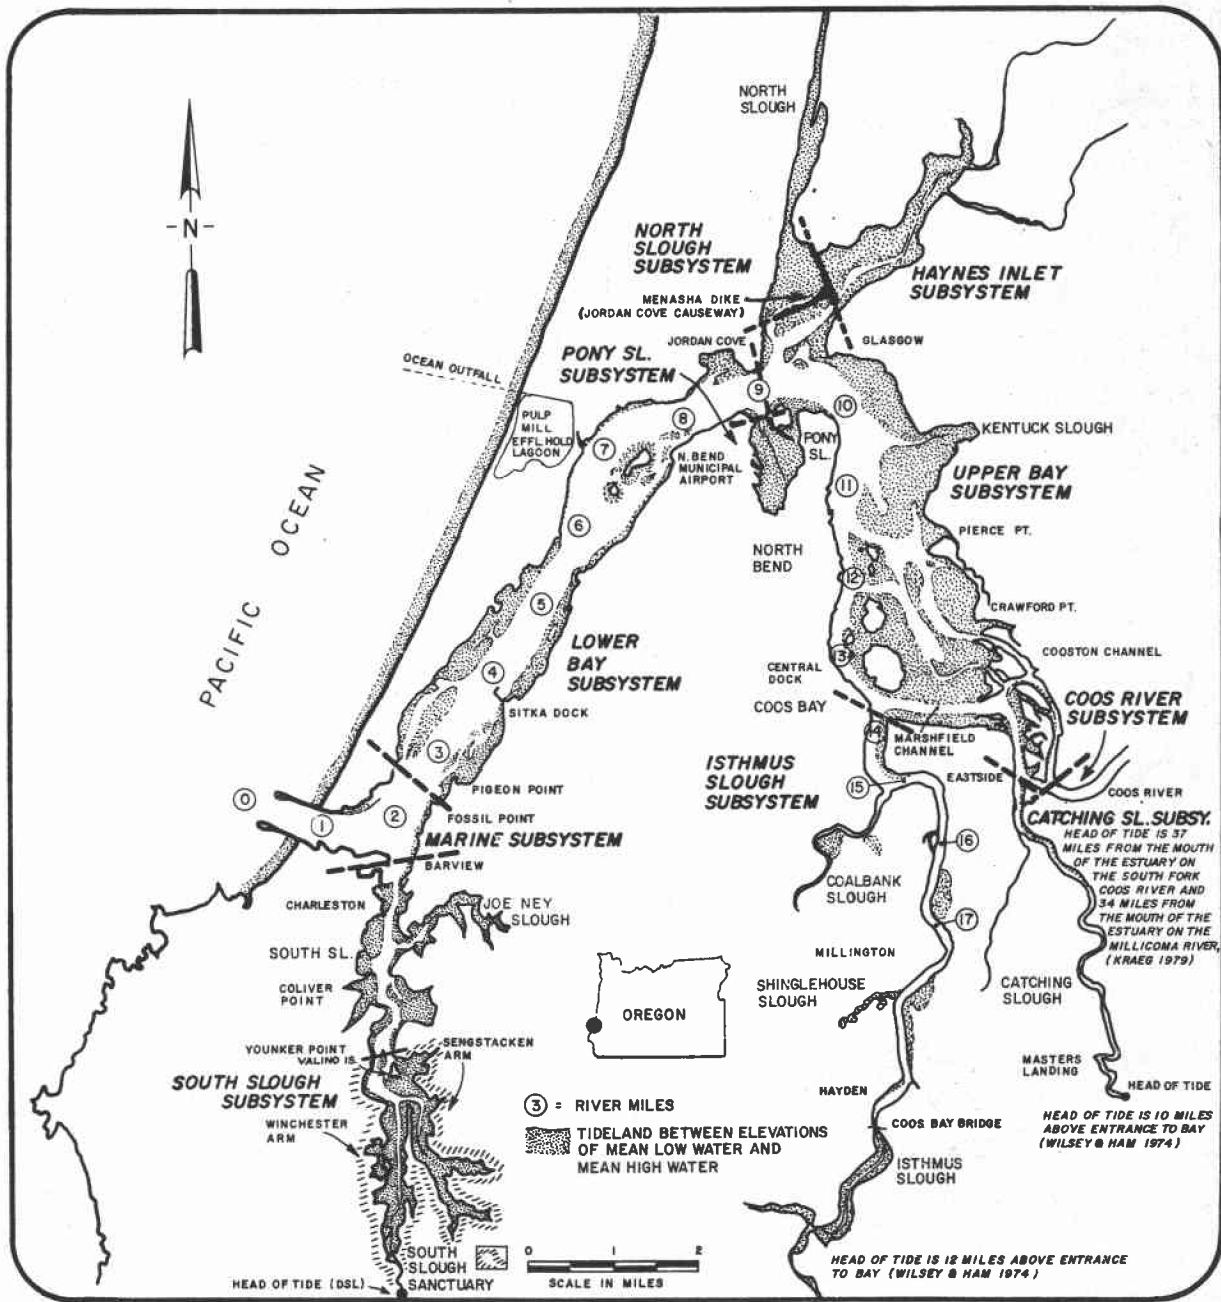 NORTH
SLOUGH
-N-
NORTH
SLOUGH
SUBSYSTEM
HAYNES INLET
SUBSYSTEM
MENASHA DIKE
(JORDAN COVE CAUSEWAY)
JORDAN COVE
GLASGOW
PONY SL.
SUBSYSTEM
OCEAN OUTFALL
PULP
MILL
EFFL. HOLD
LAGOON
9
10
8
7
PONY
SL.
KENTUCK SLOUGH
N. BEND
MUNICIPAL
AIRPORT
11
UPPER BAY
SUBSYSTEM
6
PIERCE PT.
NORTH
BEND
PACIFIC OCEAN
12
5
CRAWFORD PT.
LOWER
BAY
SUBSYSTEM
13
COOSTON CHANNEL
4
CENTRAL
DOCK
SITKA DOCK
COOS BAY
COOS RIVER
SUBSYSTEM
14
MARSHFIELD
CHANNEL
3
ISTHMUS
SLOUGH
SUBSYSTEM
EASTSIDE
15
PIGEON POINT
COOS RIVER
0
1
2
FOSSIL POINT
MARINE SUBSYSTEM
BARVIEW
CATCHING SL. SUBSY.
HEAD OF TIDE IS 37
MILES FROM THE MOUTH
OF THE ESTUARY ON
THE SOUTH FORK
COOS RIVER AND
34 MILES FROM
THE MOUTH OF THE
ESTUARY ON THE
MILLICOMA RIVER,
(KRAEG 1979)
16
COALBANK
SLOUGH
CHARLESTON
JOE NEY
SLOUGH
17
SOUTH SL.
MILLINGTON
COLIVER
POINT
SHINGLEHOUSE
SLOUGH
CATCHING
SLOUGH
OREGON
YOUNKER POINT
VALINO IS.
SENGSTACKEN
ARM
MASTERS
LANDING
SOUTH SLOUGH
SUBSYSTEM
HAYDEN
HEAD OF TIDE
WINCHESTER
ARM
3 = RIVER MILES
HEAD OF TIDE IS 10 MILES
ABOVE ENTRANCE TO BAY
(WILSEY & HAM 1974)
COOS BAY BRIDGE
TIDELAND BETWEEN ELEVATIONS
OF MEAN LOW WATER AND
MEAN HIGH WATER
ISTHMUS
SLOUGH
SOUTH
SLOUGH
SANCTUARY
0 1 2
SCALE IN MILES
HEAD OF TIDE (DSL)
HEAD OF TIDE IS 12 MILES ABOVE ENTRANCE
TO BAY (WILSEY & HAM 1974)